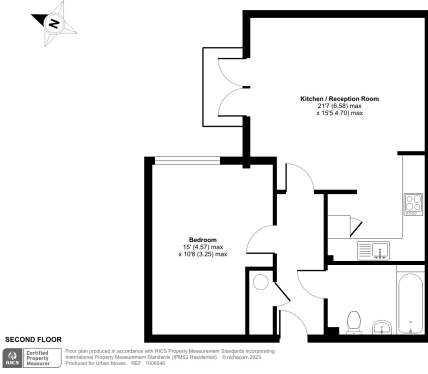 N
Kitchen / Reception Room
21'7 (6.58) max
x 15'5 4.70) max
Bedroom
15' (4.57) max
x 10'8 (3.25) max
SECOND FLOOR
RICS
Certified
Property
Measurer
Floor plan produced in accordance with RICS Property Measurement Standards incorporating
International Property Measurement Standards (IPMS2 Residential). © nichecom 2023.
Produced for Urban Moves. REF: 1006846